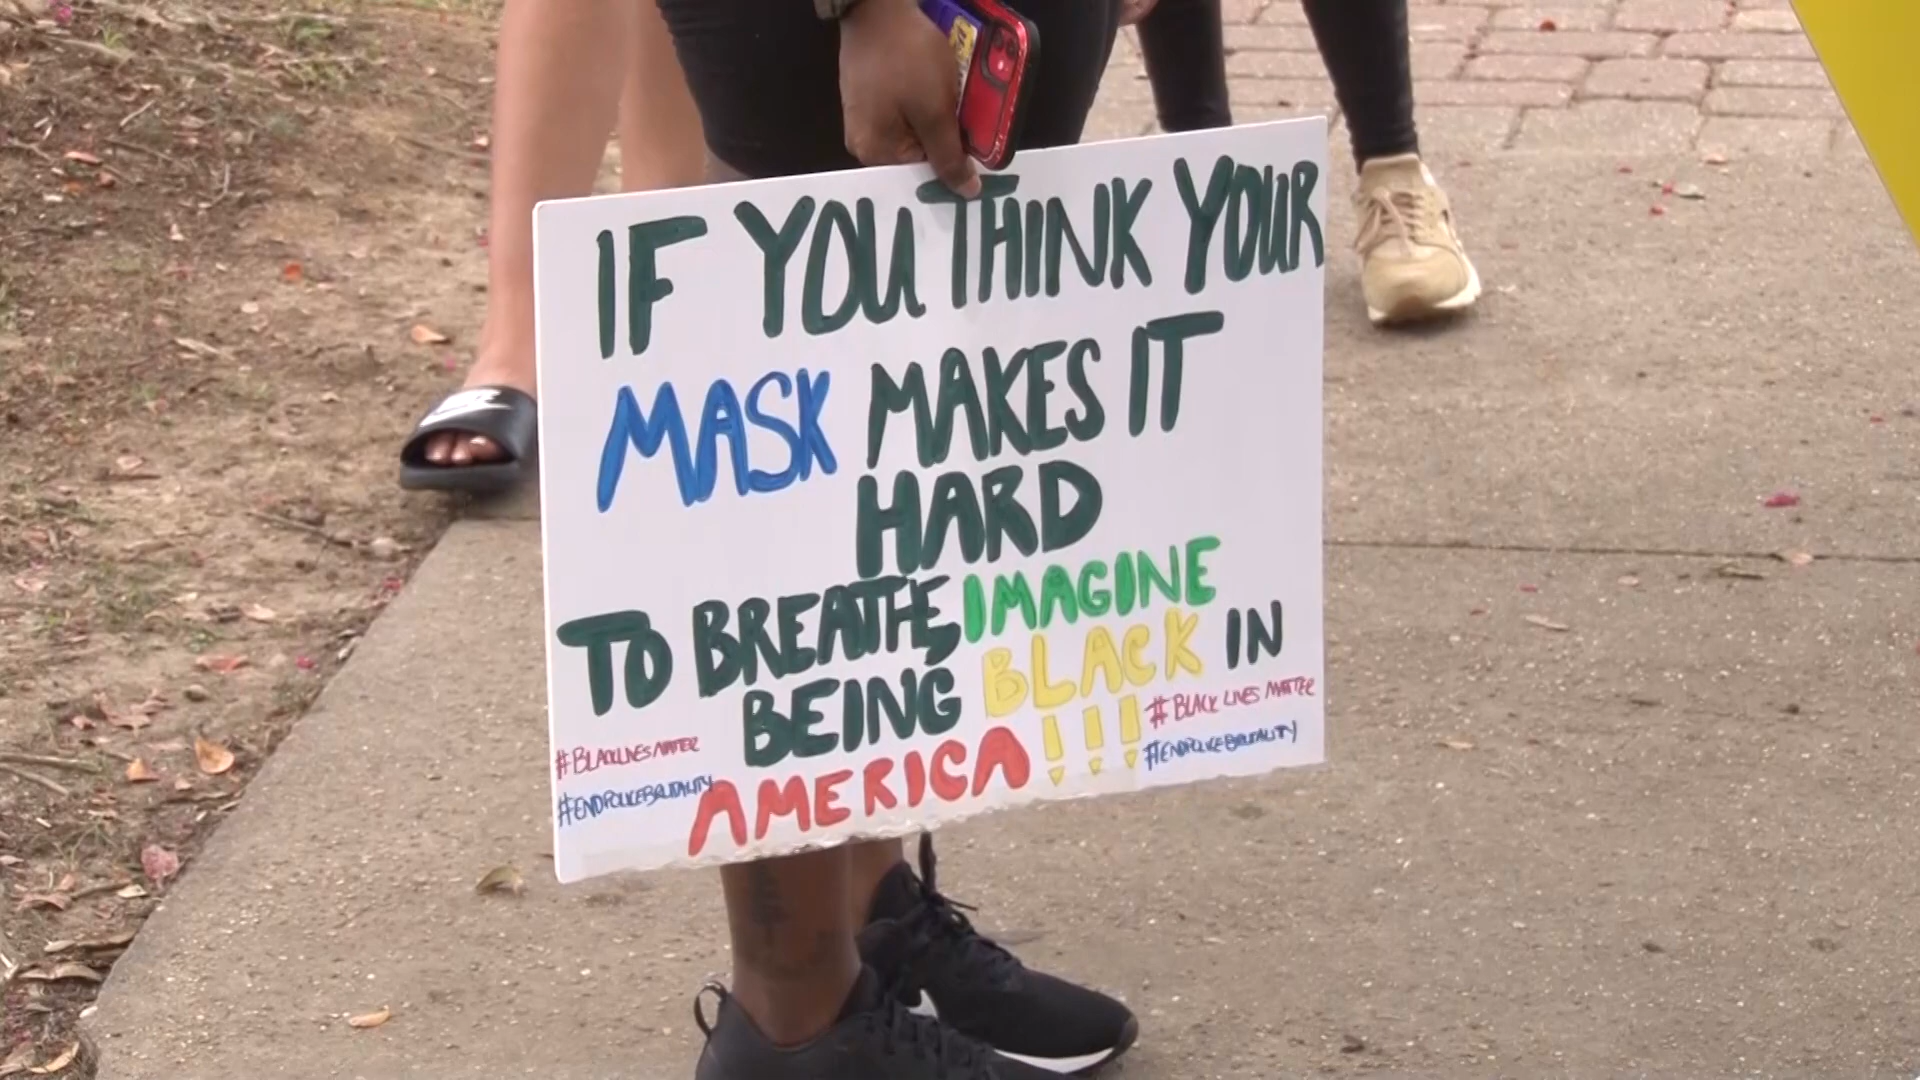 IF YOU THINK YOUR
MASK MAKES IT
HARD
TO BREATHE, IMAGINE
BEING BLACK IN
AMERICA!!!
#BLACKLIVESMATTER
#ENDPOLICEBRUTALITY
#BLACK LIVES MATTER
#ENDPOLICEBRUTALITY